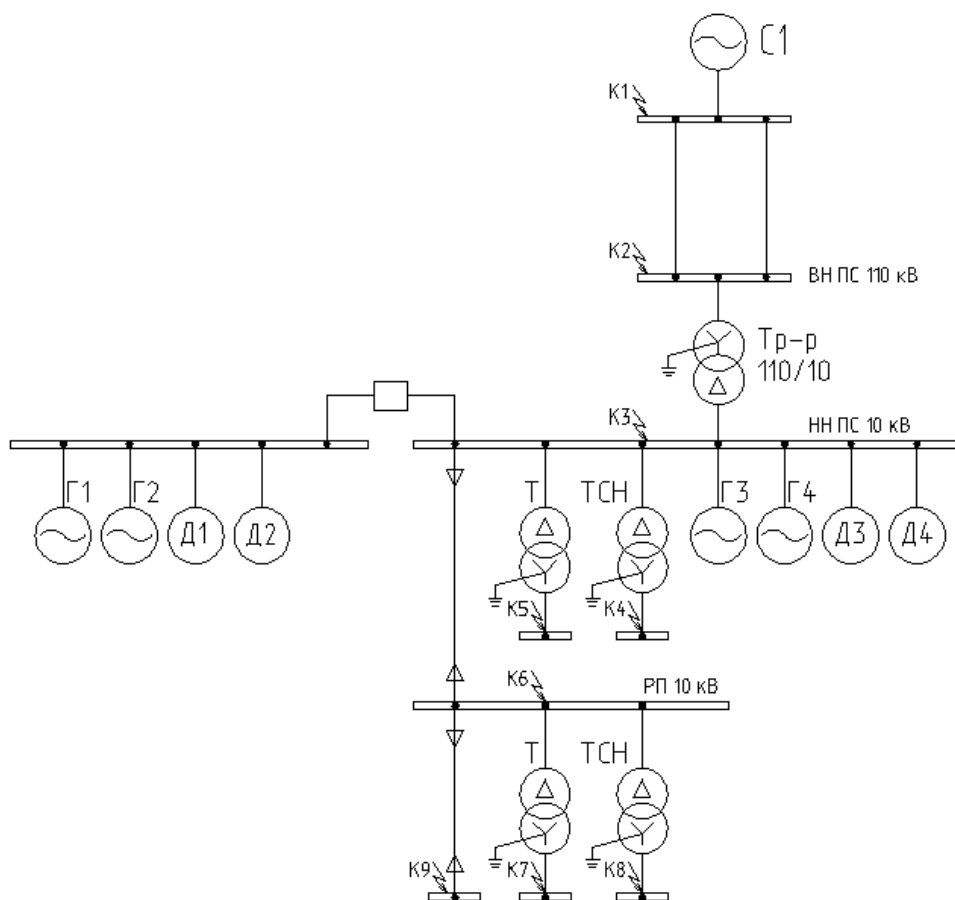 С1
К1
К2
ВН ПС 110 кВ
Тр-р
110/10
К3
НН ПС 10 кВ
Г1
Г2
Т
ТСН
Г3
Г4
Д1
Д2
Д3
Д4
К5
К4
К6
РП 10 кВ
Т
ТСН
К9
К7
К8